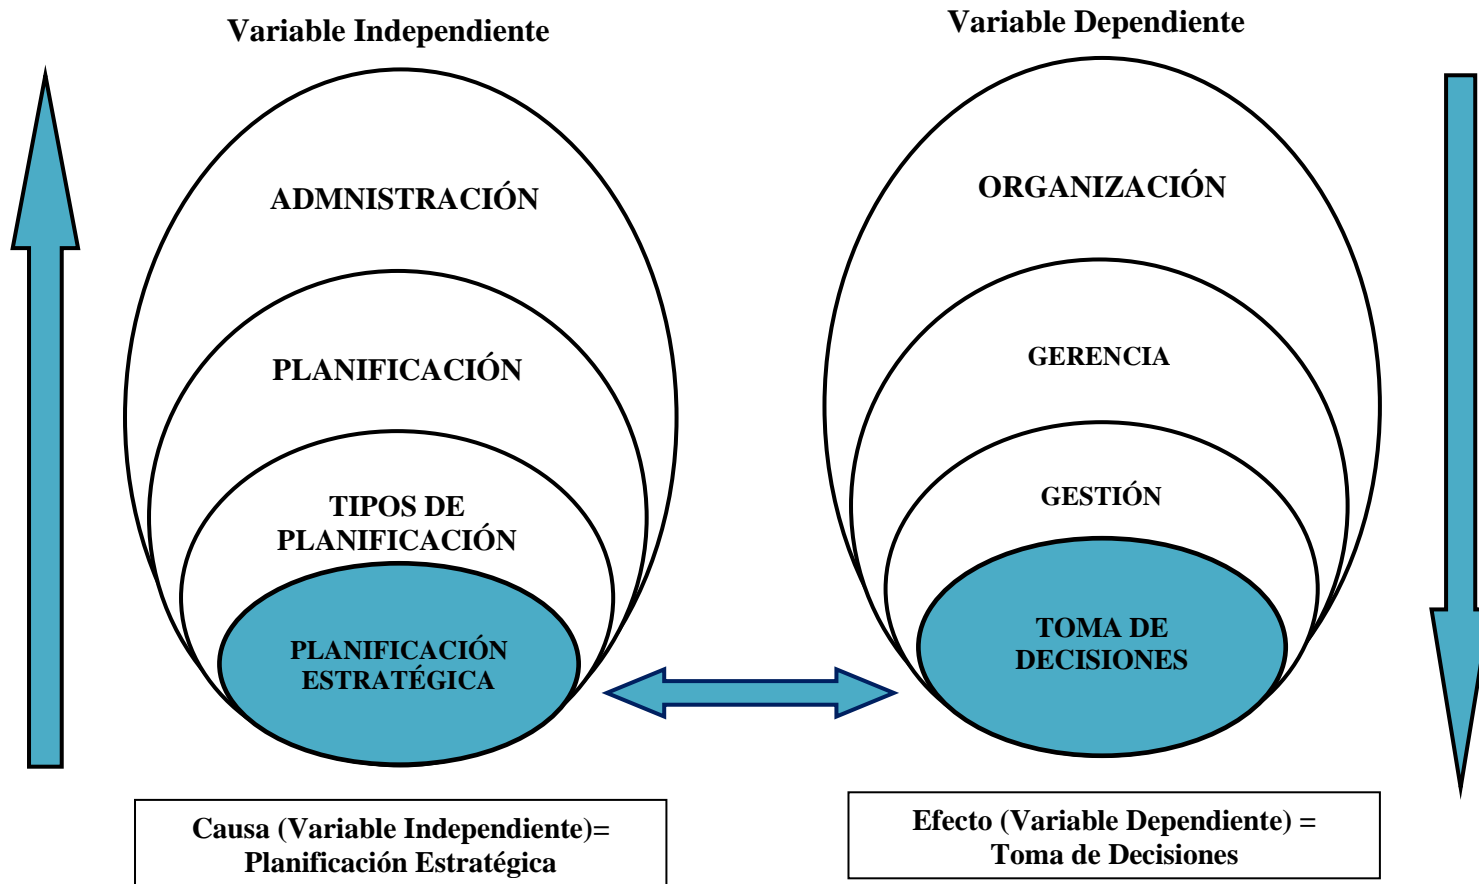 Variable Independiente
ADMNISTRACIÓN
PLANIFICACIÓN
TIPOS DE
PLANIFICACIÓN
PLANIFICACIÓN
ESTRATÉGICA
Causa (Variable Independiente)=
Planificación Estratégica
Variable Dependiente
ORGANIZACIÓN
GERENCIA
GESTIÓN
TOMA DE
DECISIONES
Efecto (Variable Dependiente) =
Toma de Decisiones